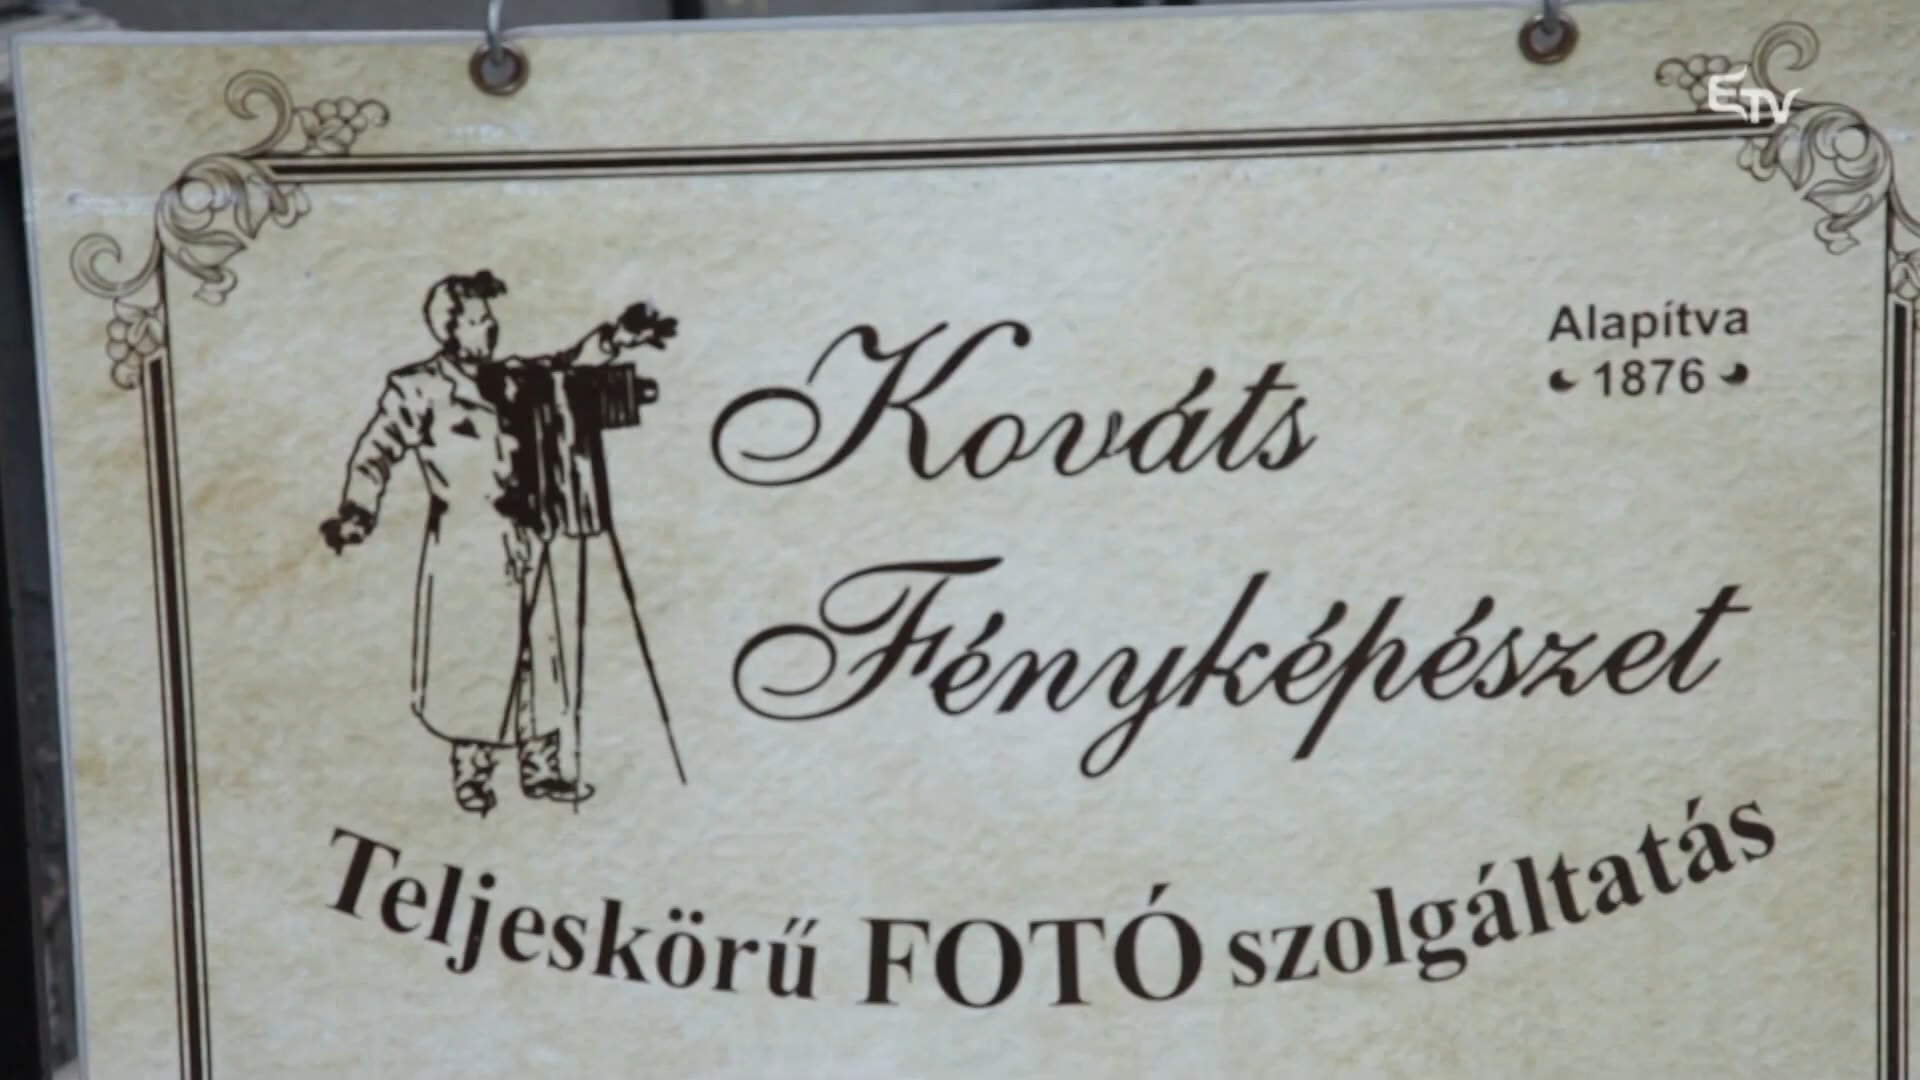 ETV
Alapítva
1876
Kováts
Fényképészet
Teljeskörű FOTÓ szolgáltatás